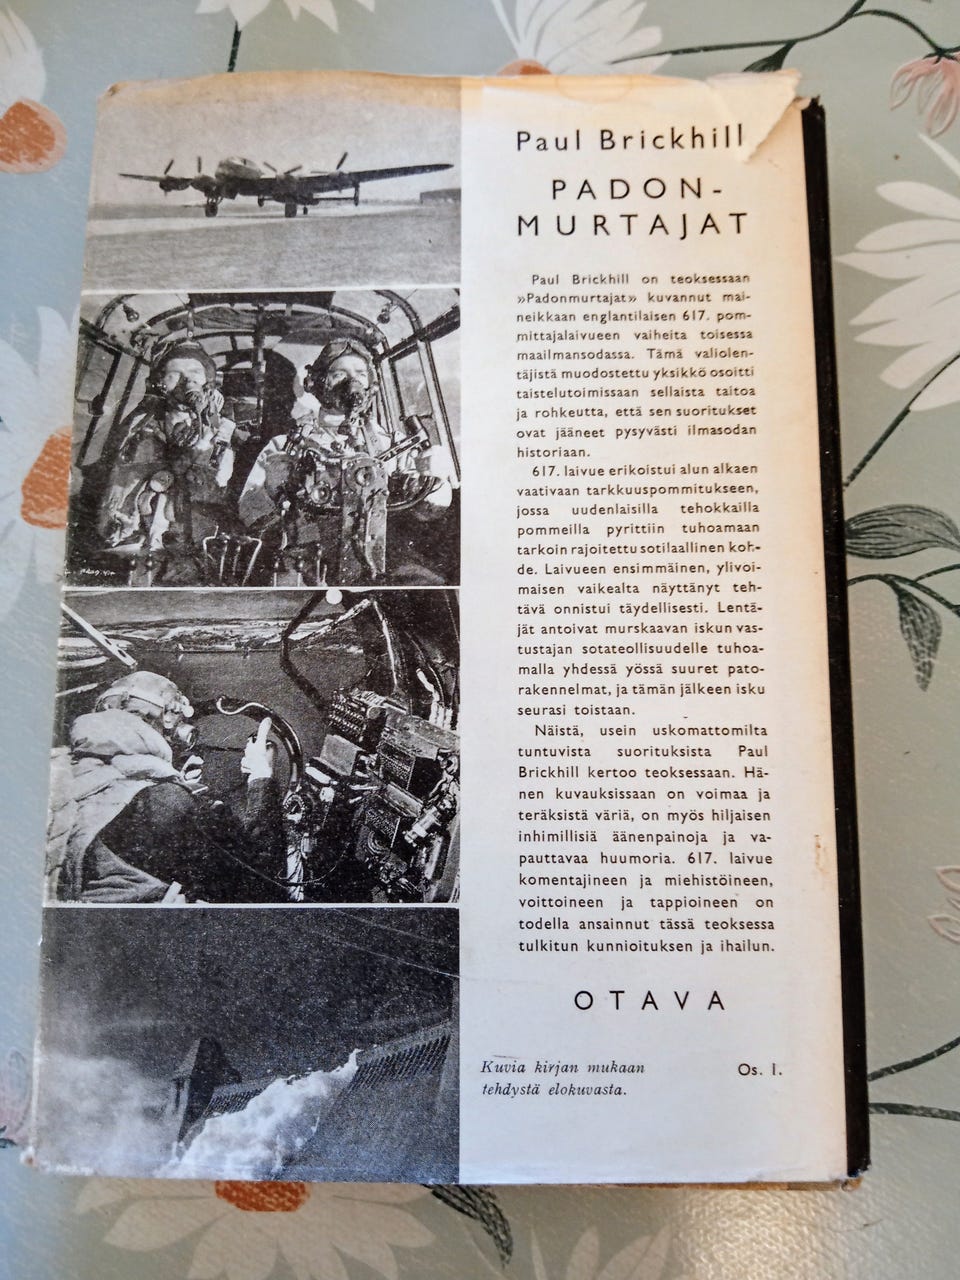 Paul Brickhill
PADON-
MURTAJAT
Paul Brickhill on teoksessaan
»Padonmurtajat» kuvannut mai-
neikkaan englantilaisen 617. pom-
mittajalaivueen vaiheita toisessa
maailmansodassa. Tämä valiolen-
täjistä muodostettu yksikkö osoitti
taistelutoimissaan sellaista taitoa
ja rohkeutta, että sen suoritukset
ovat jääneet pysyvästi ilmasodan
historiaan.
617. laivue erikoistui alun alkaen
vaativaan tarkkuuspommitukseen,
jossa uudenlaisilla tehokkailla
pommeilla pyrittiin tuhoamaan
tarkoin rajoitettu sotilaallinen koh-
de. Laivueen ensimmäinen, ylivoi-
maisen vaikealta näyttänyt teh-
tävä onnistui täydellisesti. Lentä-
jät antoivat murskaavan iskun vas-
tustajan sotateollisuudelle tuhoa-
malla yhdessä yössä suuret pato-
rakennelmat, ja tämän jälkeen isku
seurasi toistaan.
Näistä, usein uskomattomilta
tuntuvista suorituksista Paul
Brickhill kertoo teoksessaan. Hä-
nen kuvauksissaan on voimaa ja
teräksistä väriä, on myös hiljaisen
inhimillisiä äänenpainoja ja va-
pauttavaa huumoria. 617. laivue
komentajineen ja miehistöineen,
voittoineen ja tappioineen on
todella ansainnut tässä teoksessa
tulkitun kunnioituksen ja ihailun.
OTAVA
Kuvia kirjan mukaan
tehdystä elokuvasta.
Os. I.